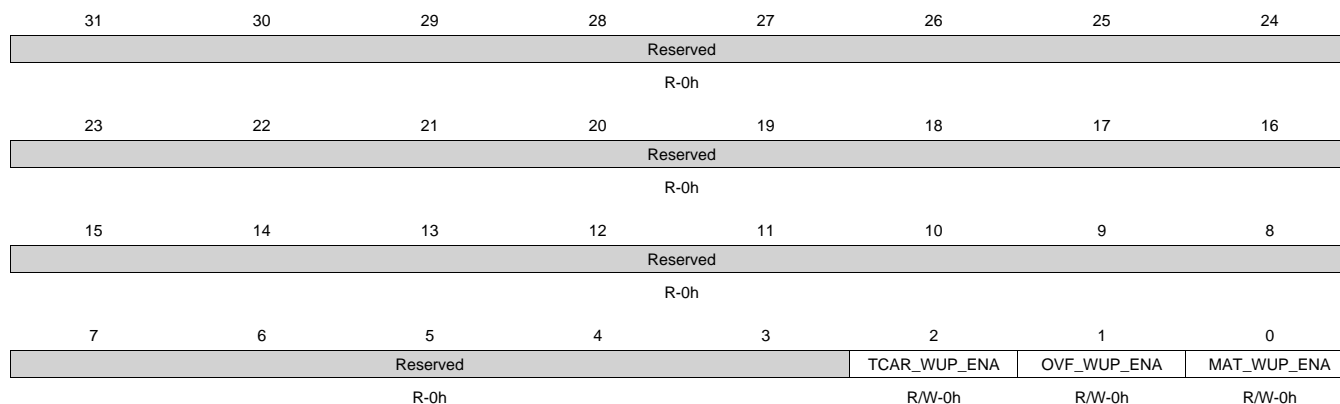 31 30 29 28 27 26 25 24
Reserved
R-0h
23 22 21 20 19 18 17 16
Reserved
R-0h
15 14 13 12 11 10 9 8
Reserved
R-0h
7 6 5 4 3 2 1 0
Reserved TCAR_WUP_ENA OVF_WUP_ENA MAT_WUP_ENA
R-0h R/W-0h R/W-0h R/W-0h